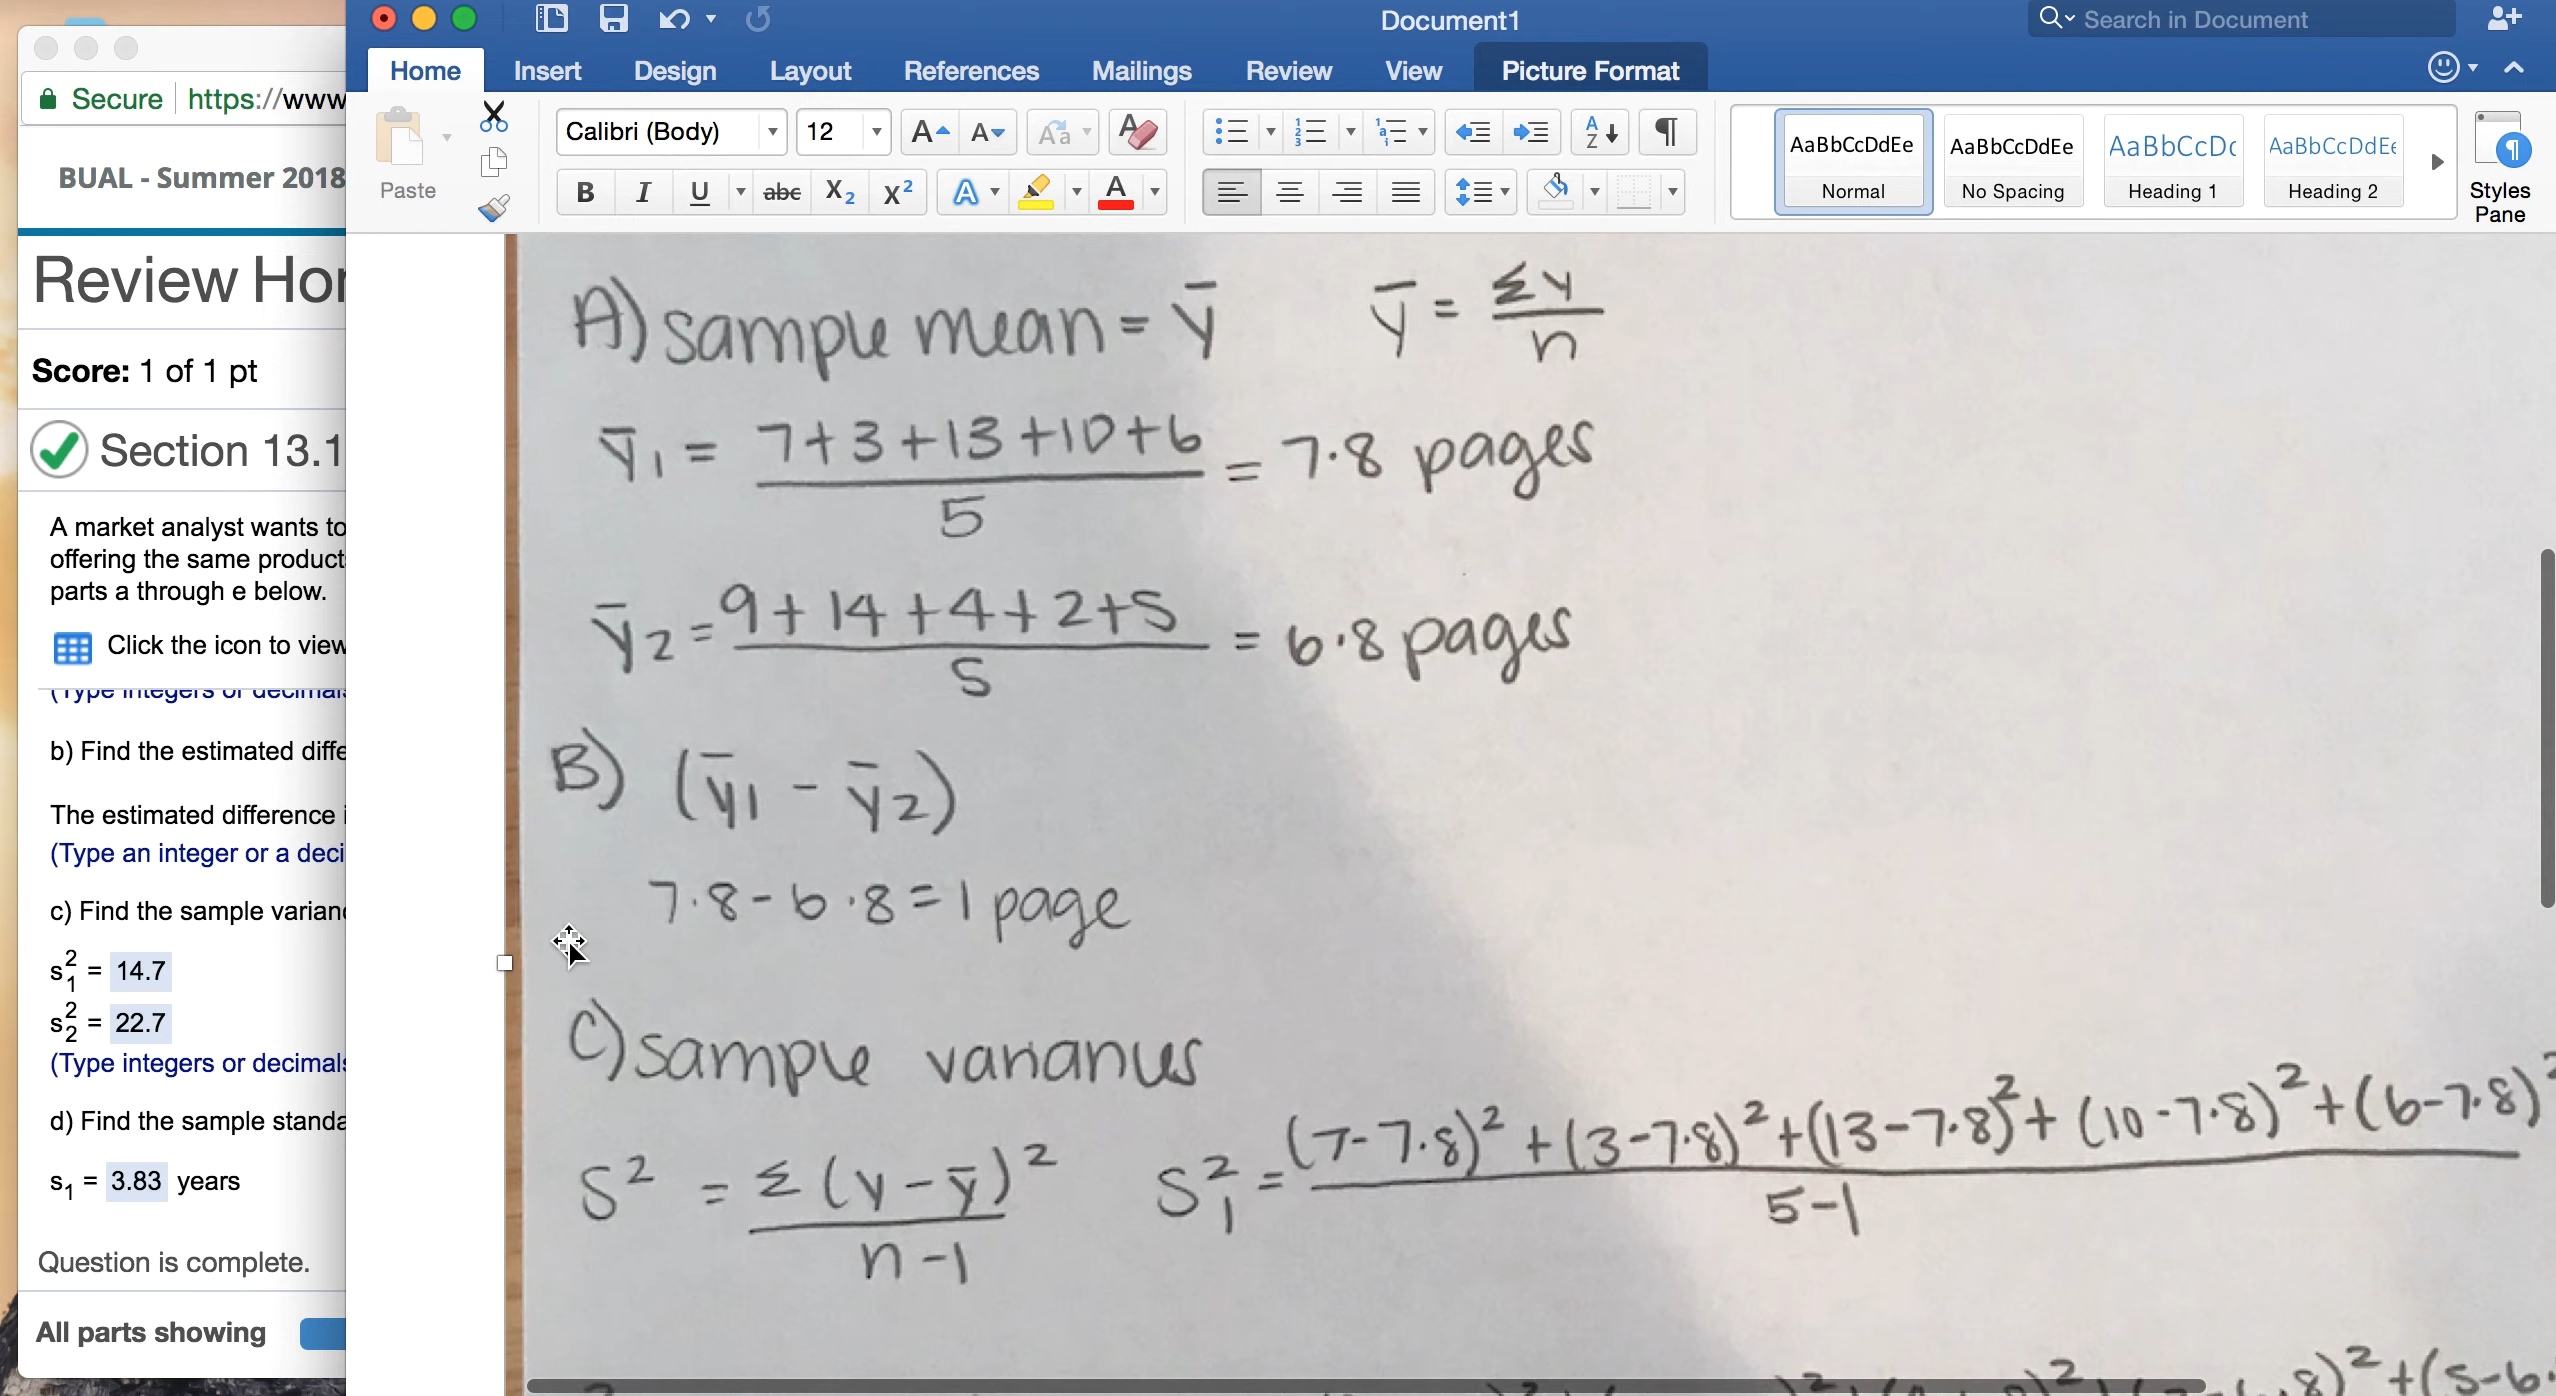 Document1
Search in Document
Home Insert Design Layout References Mailings Review View Picture Format
Secure https://www
Paste
Calibri (Body) 12
AaBbCcDdEe Normal
AaBbCcDdEe No Spacing
AaBbCcDc Heading 1
AaBbCcDdEe Heading 2
Styles Pane
BUAL - Summer 2018
Review Hor
Score: 1 of 1 pt
Section 13.1
A market analyst wants to
offering the same product
parts a through e below.
Click the icon to view
(Type integers or decimals
b) Find the estimated diffe
The estimated difference i
(Type an integer or a deci
c) Find the sample varianc
s₁² = 14.7
s₂² = 22.7
(Type integers or decimals
d) Find the sample standa
s₁ = 3.83 years
Question is complete.
All parts showing
A) sample mean = ȳ ȳ = Σy / n
ȳ1 = 7+3+13+10+6 / 5 = 7.8 pages
ȳ2 = 9+14+4+2+5 / 5 = 6.8 pages
B) (ȳ1 - ȳ2)
7.8-6.8=1 page
C) sample variances
S² = Σ(y-ȳ)² / n-1 S₁² = (7-7.8)²+(3-7.8)²+(13-7.8)²+(10-7.8)²+(6-7.8)² / 5-1